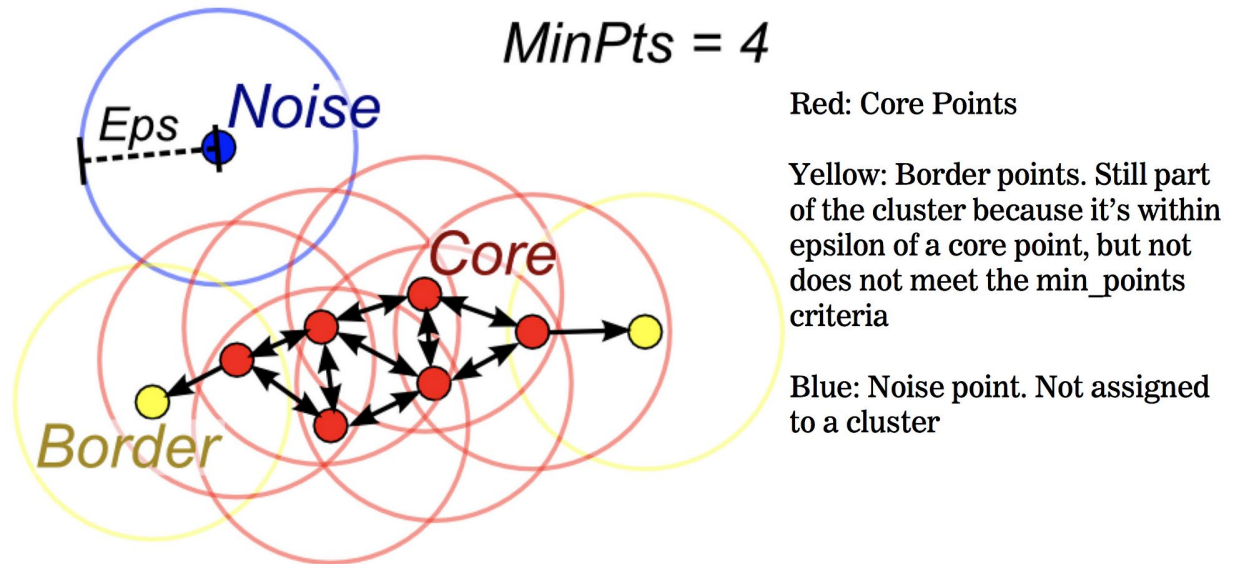 MinPts = 4
Noise
Eps
Core
Border
Red: Core Points
Yellow: Border points. Still part
of the cluster because it’s within
epsilon of a core point, but not
does not meet the min_points
criteria
Blue: Noise point. Not assigned
to a cluster